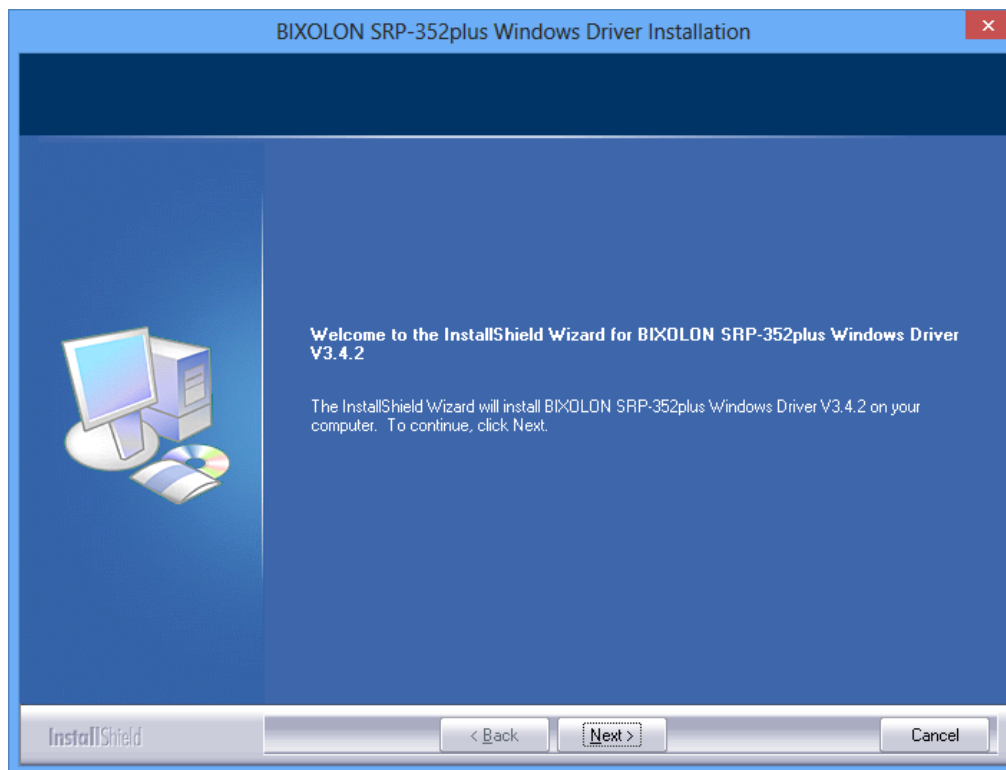 BIXOLON SRP-352plus Windows Driver Installation
Welcome to the InstallShield Wizard for BIXOLON SRP-352plus Windows Driver
V3.4.2
The InstallShield Wizard will install BIXOLON SRP-352plus Windows Driver V3.4.2 on your
computer. To continue, click Next.
InstallShield
< Back
Next >
Cancel